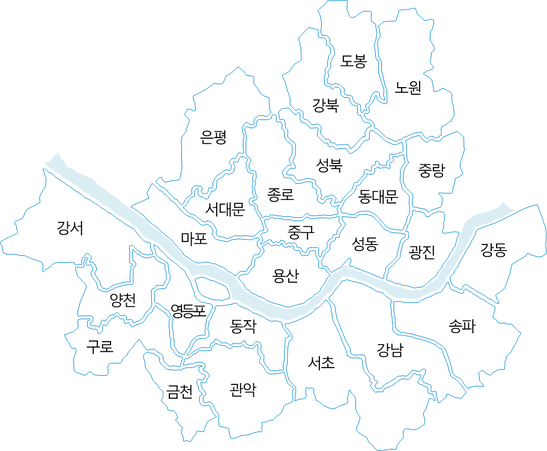 도봉
노원
강북
은평
성북
중랑
종로
동대문
서대문
강서
마포
중구
성동
광진
강동
용산
양천
영등포
동작
송파
구로
강남
서초
금천
관악